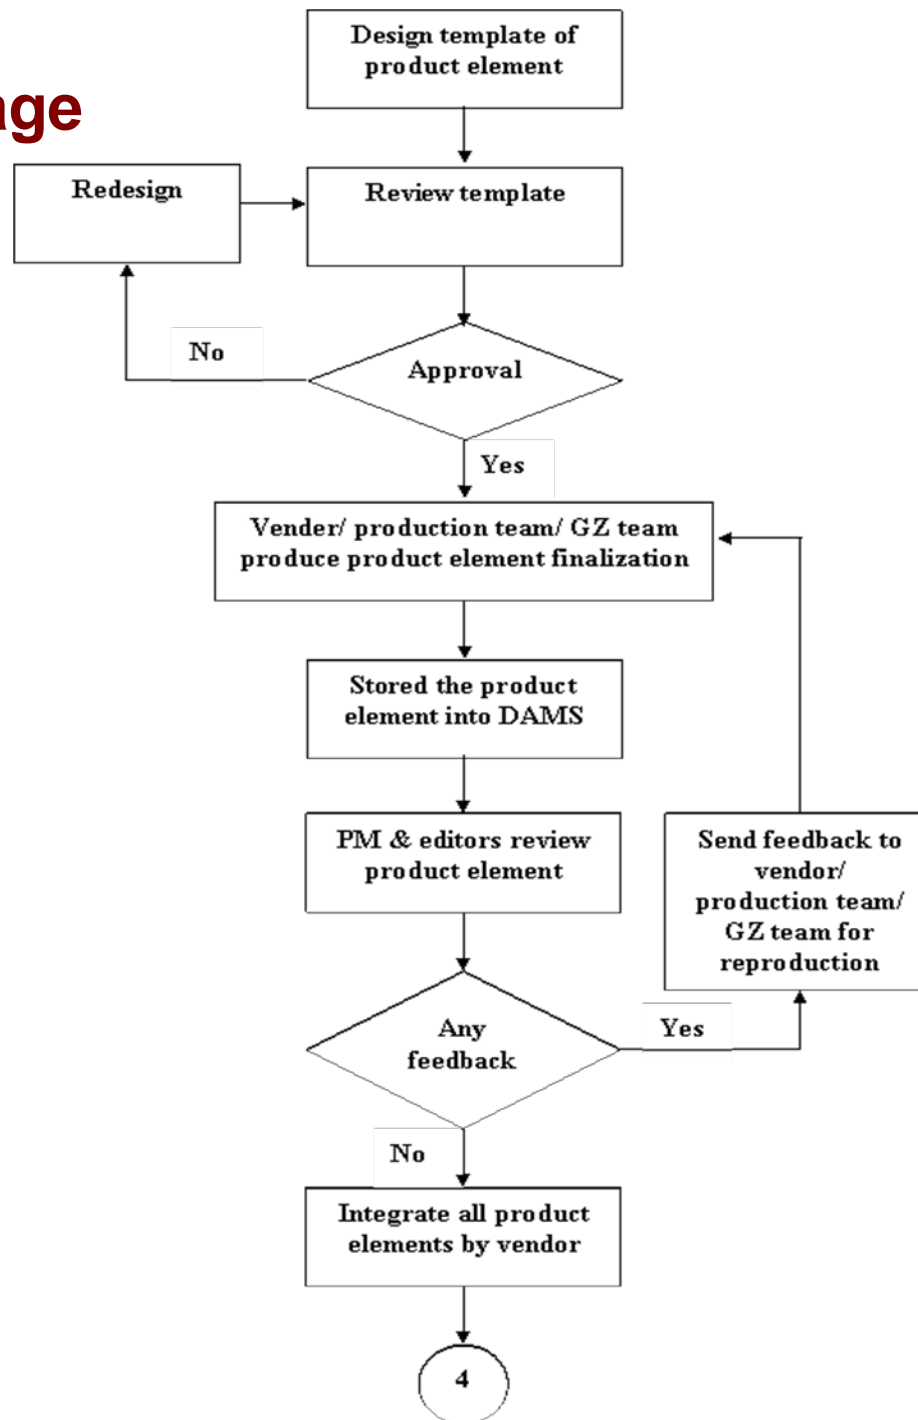 Design template of
product element
age
Redesign
Review template
No
Approval
Yes
Vender/ production team/ GZ team
produce product element finalization
Stored the product
element into DAMS
PM & editors review
product element
Send feedback to
vendor/
production team/
GZ team for
reproduction
Any
feedback
Yes
No
Integrate all product
elements by vendor
4